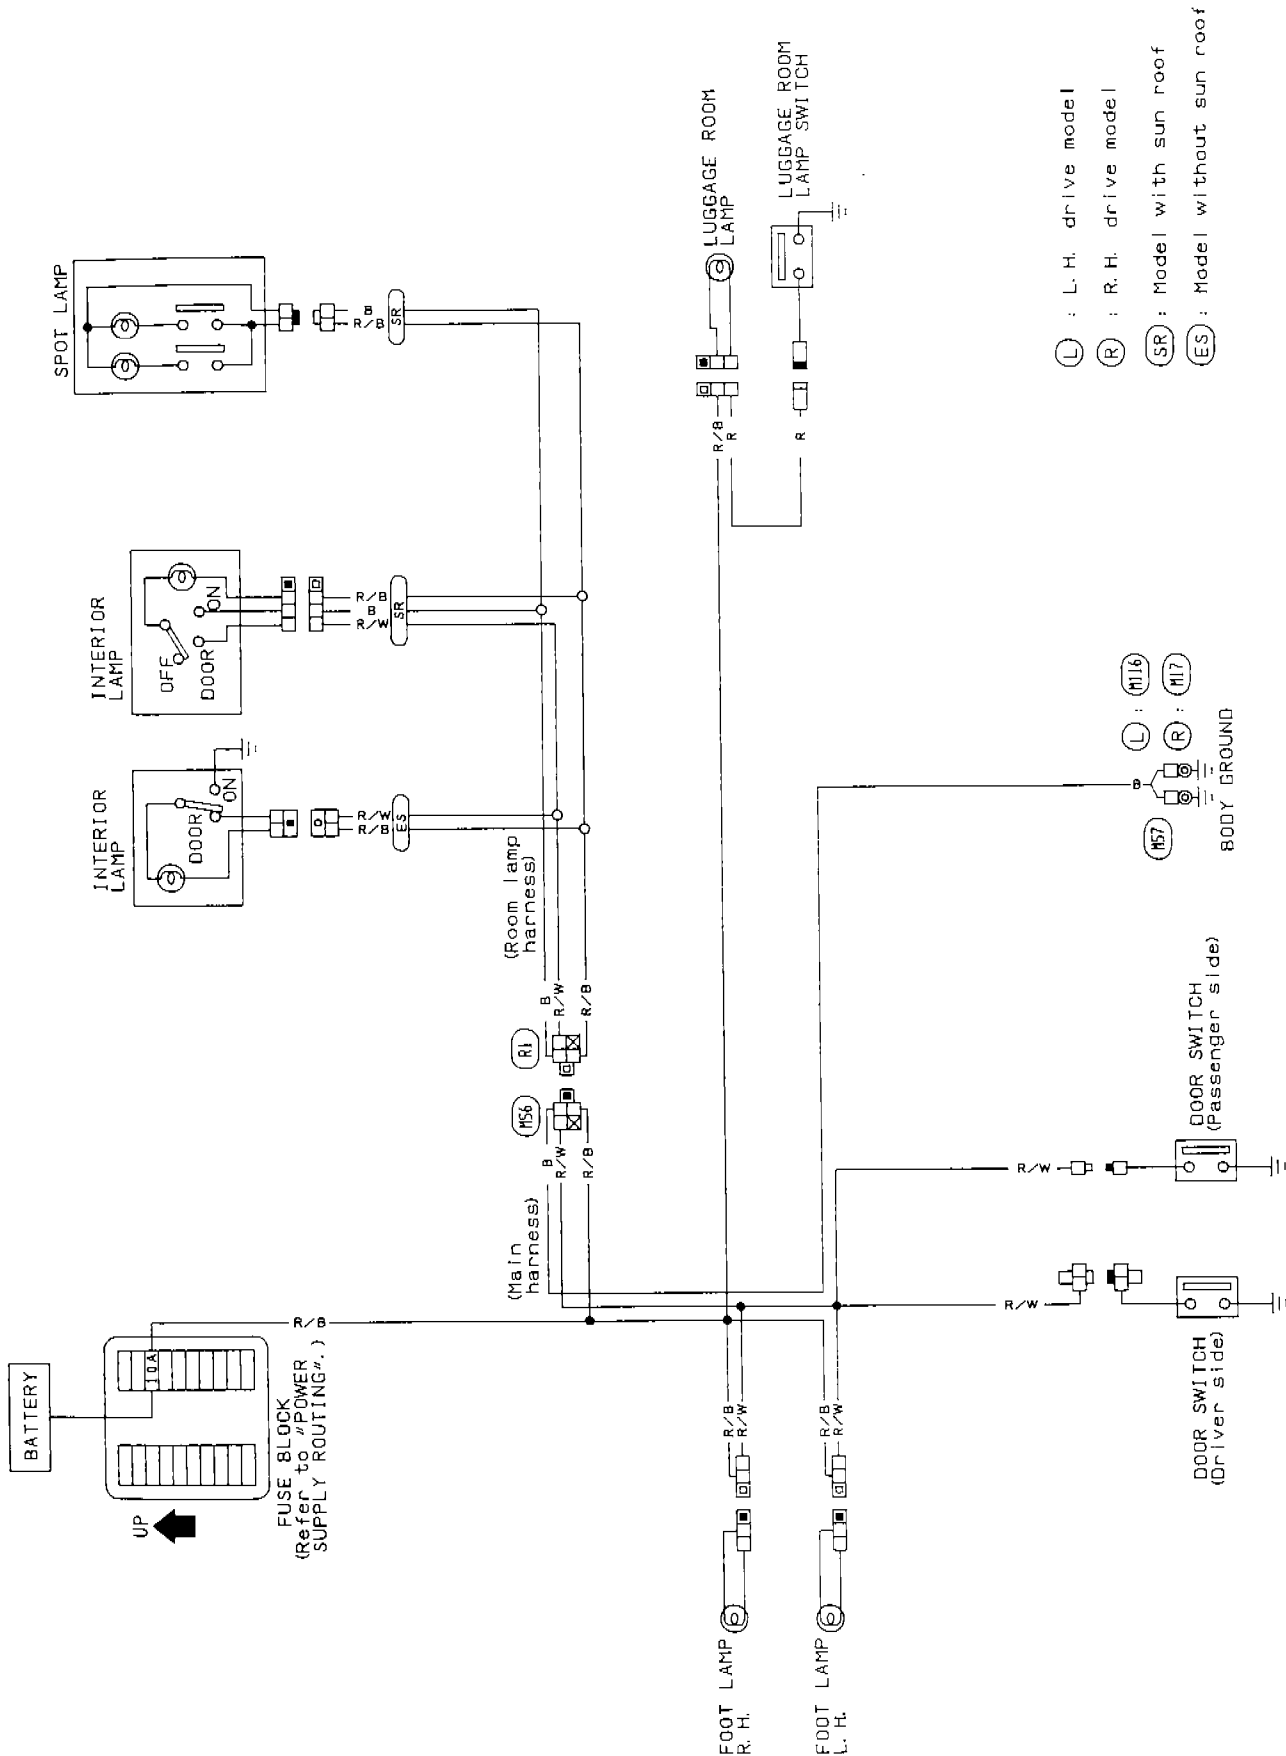 BATTERY
UP
10A
FUSE BLOCK
(Refer to "POWER
SUPPLY ROUTING".)
R/B
INTERIOR
LAMP
DOOR
ON
R/W
R/B
ES
INTERIOR
LAMP
OFF
DOOR
ON
R/B
B
R/W
SR
SPOT LAMP
B
R/B
SR
(Main
harness)
B
R/W
R/B
M56
R1
B
R/W
R/B
(Room lamp
harness)
FOOT LAMP
R. H.
R/B
R/W
FOOT LAMP
L. H.
R/B
R/W
R/B
R
R
LUGGAGE ROOM
LAMP
LUGGAGE ROOM
LAMP SWITCH
R/W
DOOR SWITCH
(Driver side)
R/W
DOOR SWITCH
(Passenger side)
B
M57
L : M116
R : M17
BODY GROUND
L : L. H. drive model
R : R. H. drive model
SR : Model with sun roof
ES : Model without sun roof